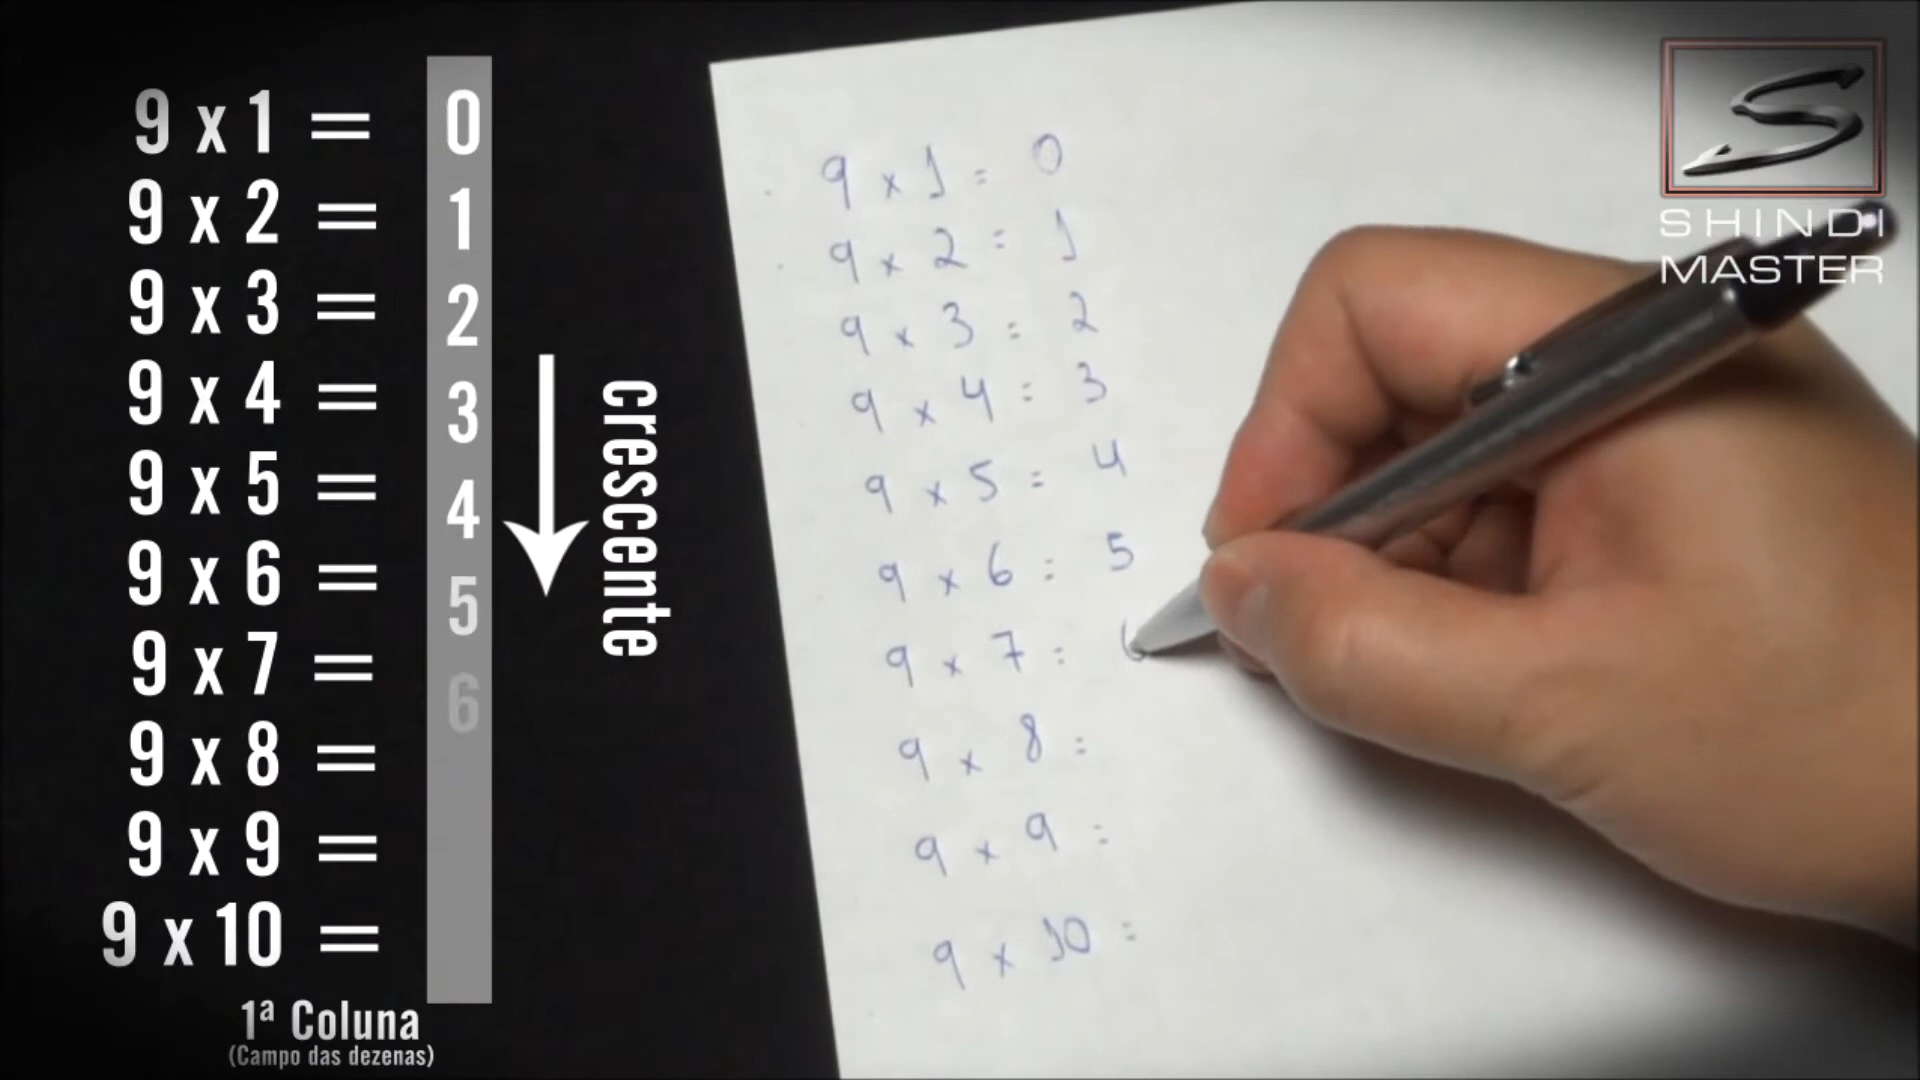 9 x 1 = 0
9 x 2 = 1
9 x 3 = 2
9 x 4 = 3
9 x 5 = 4
9 x 6 = 5
9 x 7 = 6
9 x 8 =
9 x 9 =
9 x 10 =
1ª Coluna
(Campo das dezenas)
crescente
9 x 1 = 0
9 x 2 = 1
9 x 3 = 2
9 x 4 = 3
9 x 5 = 4
9 x 6 = 5
9 x 7 = 6
9 x 8 =
9 x 9 =
9 x 10 =
SHINDI
MASTER